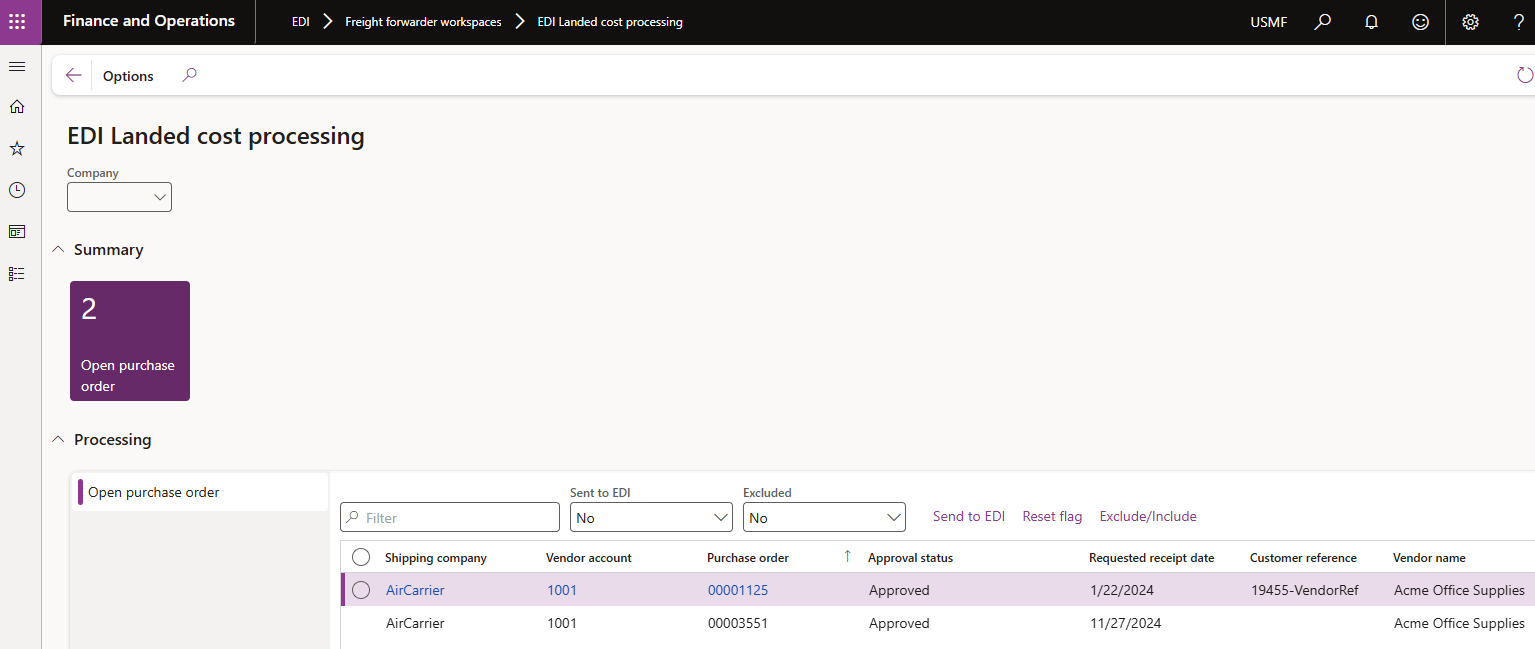 Finance and Operations
EDI > Freight forwarder workspaces > EDI Landed cost processing
USMF
?
Options
EDI Landed cost processing
Company
Summary
2
Open purchase
order
Processing
Open purchase order
Sent to EDI
Excluded
Filter
No
No
Send to EDI
Reset flag
Exclude/Include
Shipping company Vendor account Purchase order ↑ Approval status Requested receipt date Customer reference Vendor name
AirCarrier 1001 00001125 Approved 1/22/2024 19455-VendorRef Acme Office Supplies
AirCarrier 1001 00003551 Approved 11/27/2024 Acme Office Supplies